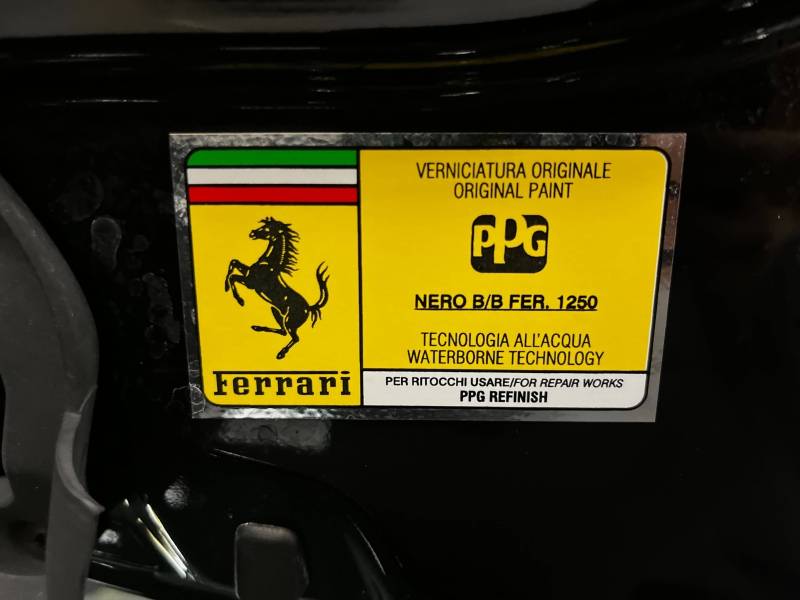 VERNICIATURA ORIGINALE
ORIGINAL PAINT
PPG
NERO B/B FER. 1250
TECNOLOGIA ALL'ACQUA
WATERBORNE TECHNOLOGY
Ferrari
PER RITOCCHI USARE/FOR REPAIR WORKS
PPG REFINISH